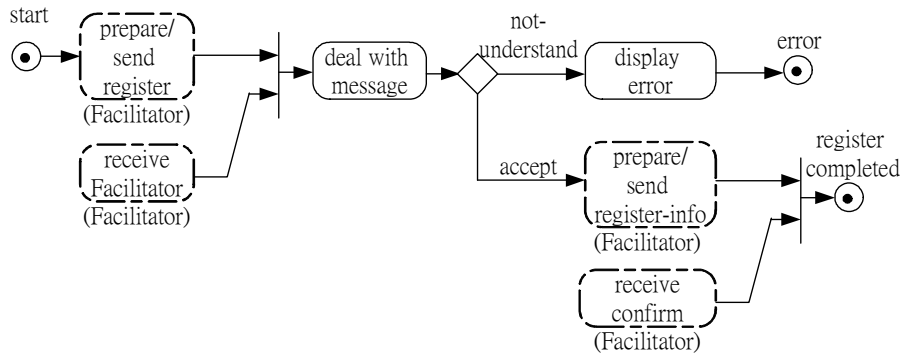 start
prepare/
send
register
(Facilitator)
receive
Facilitator
(Facilitator)
deal with
message
not-
understand
display
error
error
accept
prepare/
send
register-info
(Facilitator)
register
completed
receive
confirm
(Facilitator)